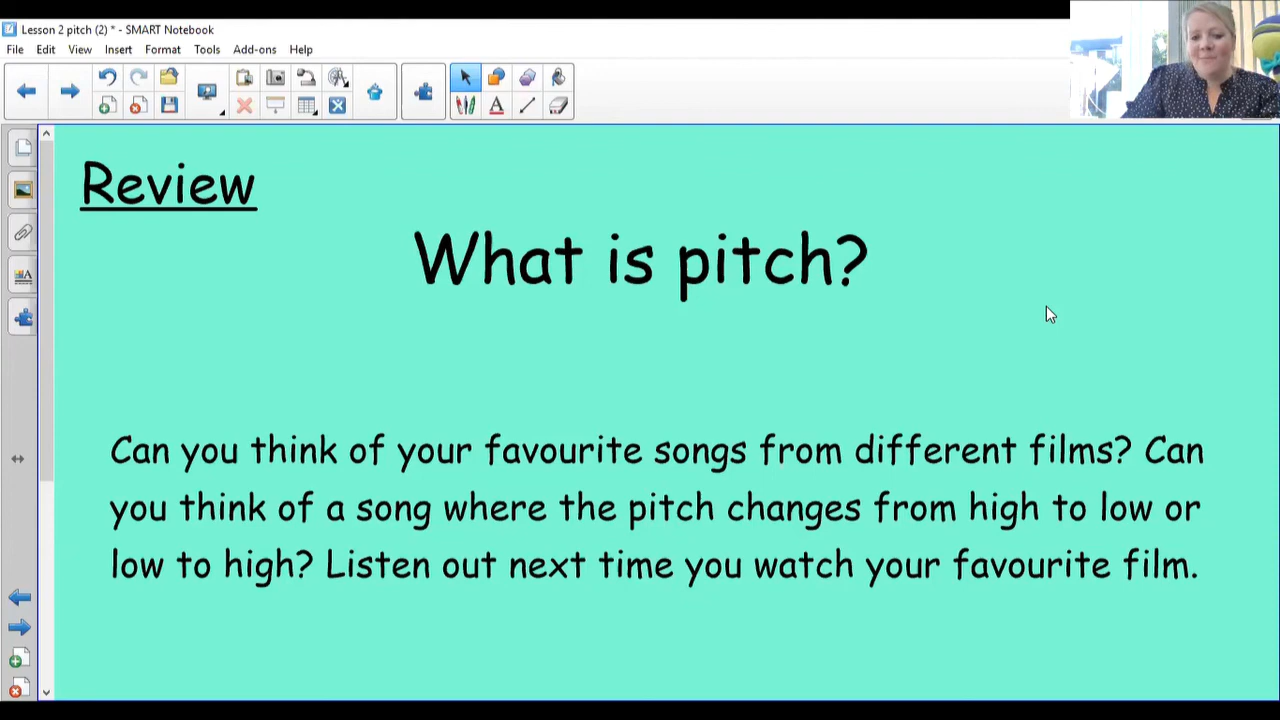 Lesson 2 pitch (2) * - SMART Notebook
File Edit View Insert Format Tools Add-ons Help
Review
What is pitch?
Can you think of your favourite songs from different films? Can
you think of a song where the pitch changes from high to low or
low to high? Listen out next time you watch your favourite film.